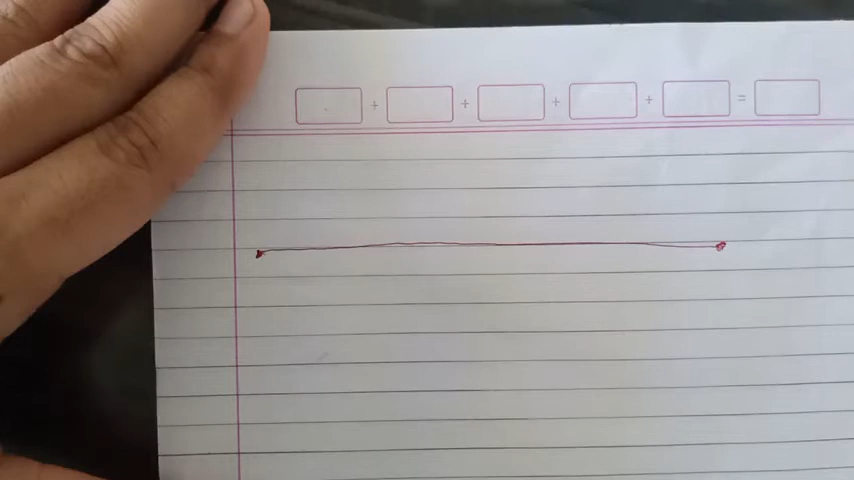 + + + + =